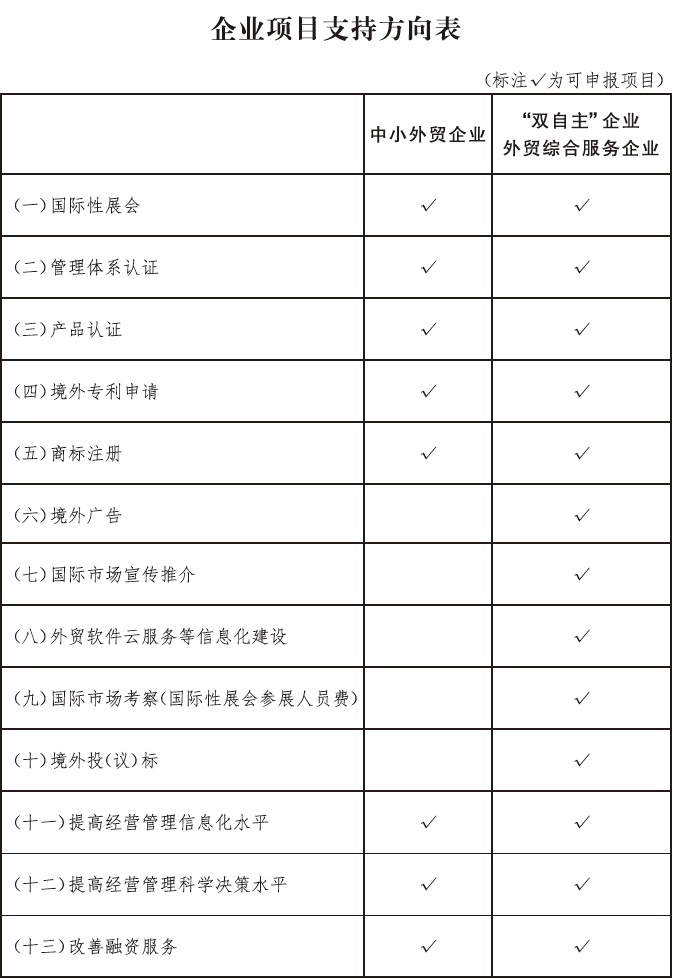 企业项目支持方向表
（标注√为可申报项目）
中小外贸企业
“双自主”企业
外贸综合服务企业
（一）国际性展会 √ √
（二）管理体系认证 √ √
（三）产品认证 √ √
（四）境外专利申请 √ √
（五）商标注册 √ √
（六）境外广告 √
（七）国际市场宣传推介 √
（八）外贸软件云服务等信息化建设 √
（九）国际市场考察（国际性展会参展人员费） √
（十）境外投（议）标 √
（十一）提高经营管理信息化水平 √ √
（十二）提高经营管理科学决策水平 √ √
（十三）改善融资服务 √ √